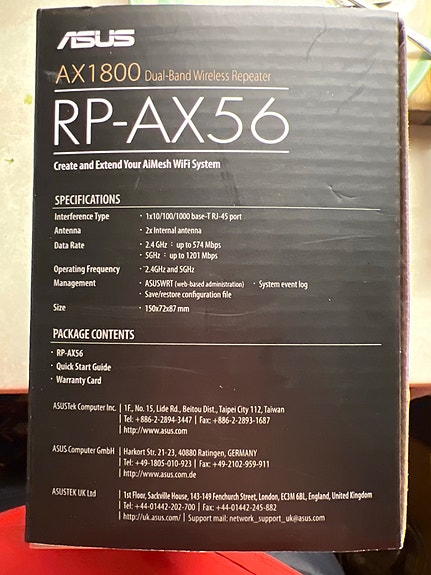 ASUS
AX1800 Dual-Band Wireless Repeater
RP-AX56
Create and Extend Your AiMesh WiFi System
SPECIFICATIONS
Interference Type · 1x10/100/1000 base-T RJ-45 port
Antenna · 2x Internal antenna
Data Rate · 2.4 GHz : up to 574 Mbps
· 5GHz : up to 1201 Mbps
Operating Frequency · 2.4GHz and 5GHz
Management · ASUSWRT (web-based administration) · System event log
· Save/restore configuration file
Size · 150x72x87 mm
PACKAGE CONTENTS
· RP-AX56
· Quick Start Guide
· Warranty Card
ASUSTek Computer Inc. | 1F., No. 15, Lide Rd., Beitou Dist., Taipei City 112, Taiwan
| Tel: +886-2-2894-3447 | Fax: +886-2-2893-1687
| http://www.asus.com
ASUS Computer GmbH | Harkort Str. 21-23, 40880 Ratingen, GERMANY
| Tel: +49-1805-010-923 | Fax: +49-2102-959-911
| http://www.asus.com.de
ASUSTEK UK Ltd | 1st Floor, Sackville House, 143-149 Fenchurch Street, London, EC3M 6BL, England, United Kingdom
| Tel: +44-01442-202-700 | Fax: +44-01442-245-882
| http://uk.asus.com/ | Support mail: network_support_uk@asus.com